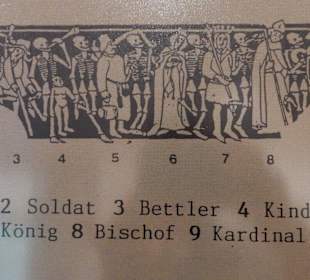 3 4 5 6 7 8
2 Soldat 3 Bettler 4 Kind
König 8 Bischof 9 Kardinal